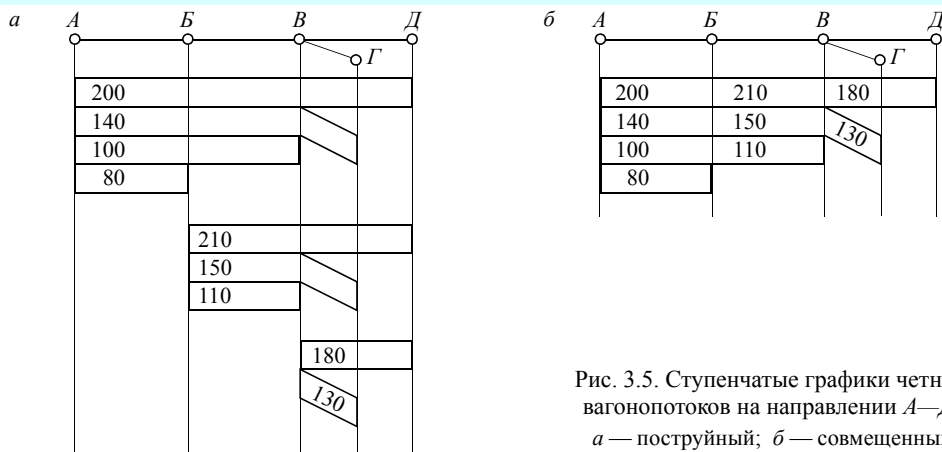 а А Б В Д
Г
200
140
100
80
210
150
110
180
130
б А Б В Д
Г
200 210 180
140 150 130
100 110
80
Рис. 3.5. Ступенчатые графики четн
вагонопотоков на направлении А—Д
а — поструйный; б — совмещенный